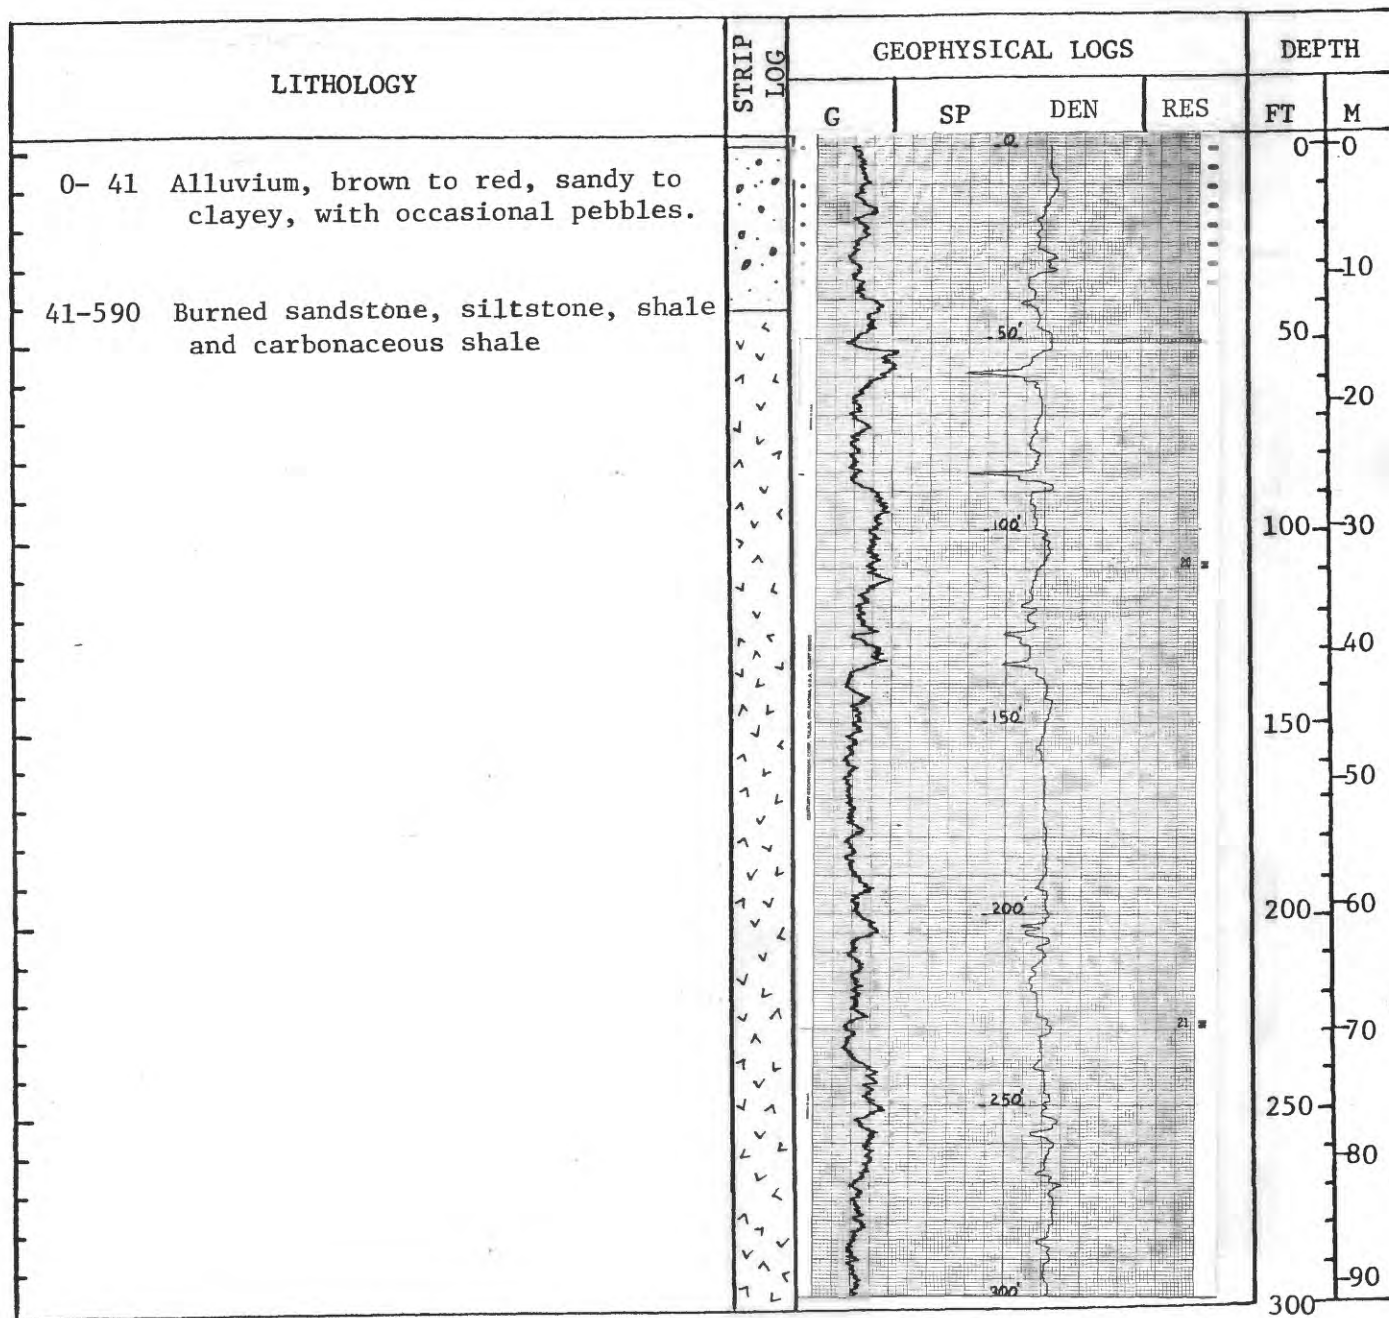 LITHOLOGY
STRIP LOG
GEOPHYSICAL LOGS
DEPTH
G SP DEN RES
FT M
0- 41 Alluvium, brown to red, sandy to
clayey, with occasional pebbles.
41-590 Burned sandstone, siltstone, shale
and carbonaceous shale
0
50'
100'
150'
200'
250'
300'
21
0
50
100
150
200
250
300
0
10
20
30
40
50
60
70
80
90